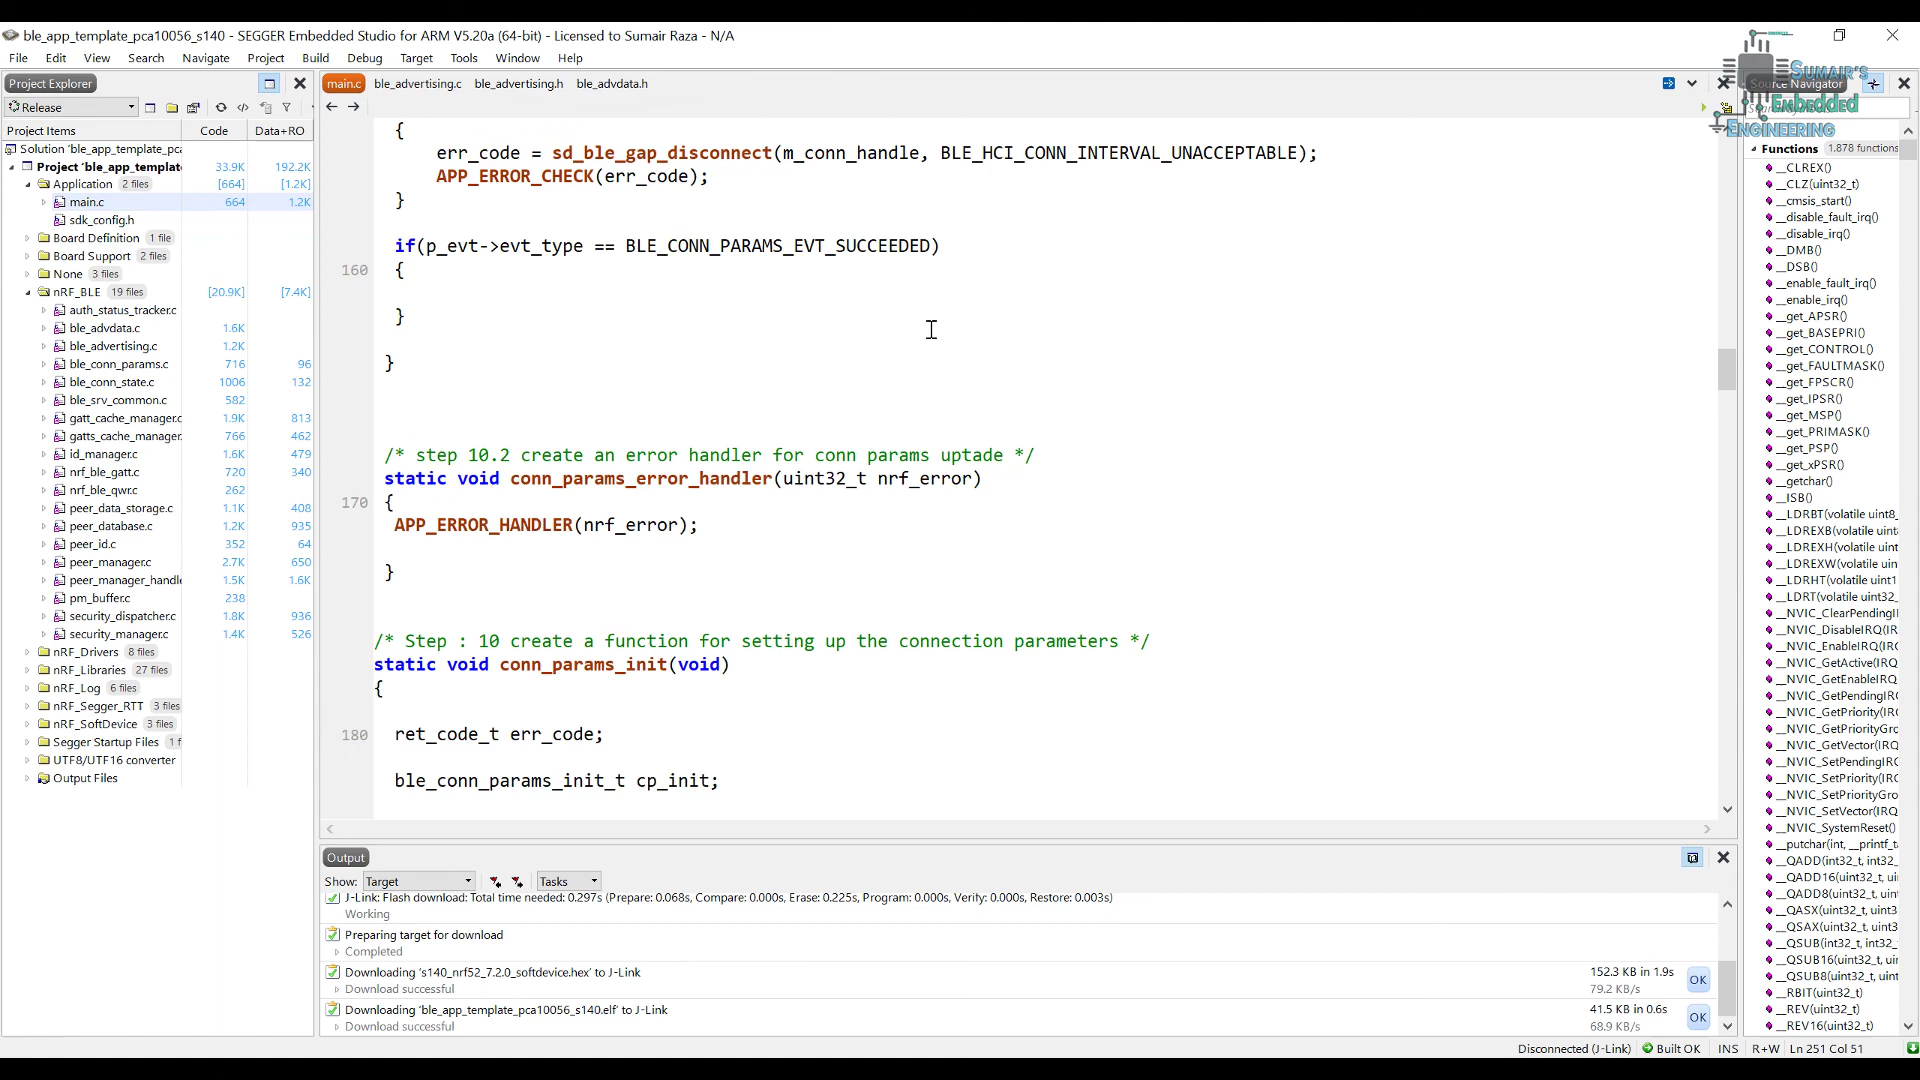 ble_app_template_pca10056_s140 - SEGGER Embedded Studio for ARM V5.20a (64-bit) - Licensed to Sumair Raza - N/A
File Edit View Search Navigate Project Build Debug Target Tools Window Help
Project Explorer
Release
Project Items Code Data+RO
Solution 'ble_app_template_pca
Project 'ble_app_templat 33.9K 192.2K
Application 2 files [664] [1.2K]
main.c 664 1.2K
sdk_config.h
Board Definition 1 file
Board Support 2 files
None 3 files
nRF_BLE 19 files [20.9K] [7.4K]
auth_status_tracker.c
ble_advdata.c 1.6K
ble_advertising.c 1.2K
ble_conn_params.c 716 96
ble_conn_state.c 1006 132
ble_srv_common.c 582
gatt_cache_manager.c 1.9K 813
gatts_cache_manager. 766 462
id_manager.c 1.6K 479
nrf_ble_gatt.c 720 340
nrf_ble_qwr.c 262
peer_data_storage.c 1.1K 408
peer_database.c 1.2K 935
peer_id.c 352 64
peer_manager.c 2.7K 650
peer_manager_handle 1.5K 1.6K
pm_buffer.c 238
security_dispatcher.c 1.8K 936
security_manager.c 1.4K 526
nRF_Drivers 8 files
nRF_Libraries 27 files
nRF_Log 6 files
nRF_Segger_RTT 3 files
nRF_SoftDevice 3 files
Segger Startup Files 1 f
UTF8/UTF16 converter
Output Files
main.c ble_advertising.c ble_advertising.h ble_advdata.h
{
err_code = sd_ble_gap_disconnect(m_conn_handle, BLE_HCI_CONN_INTERVAL_UNACCEPTABLE);
APP_ERROR_CHECK(err_code);
}
if(p_evt->evt_type == BLE_CONN_PARAMS_EVT_SUCCEEDED)
160 {
}
}
/* step 10.2 create an error handler for conn params uptade */
static void conn_params_error_handler(uint32_t nrf_error)
170 {
APP_ERROR_HANDLER(nrf_error);
}
/* Step : 10 create a function for setting up the connection parameters */
static void conn_params_init(void)
{
180 ret_code_t err_code;
ble_conn_params_init_t cp_init;
Output
Show: Target Tasks
J-Link: Flash download: Total time needed: 0.297s (Prepare: 0.068s, Compare: 0.000s, Erase: 0.225s, Program: 0.000s, Verify: 0.000s, Restore: 0.003s)
Working
Preparing target for download
Completed
Downloading 's140_nrf52_7.2.0_softdevice.hex' to J-Link 152.3 KB in 1.9s OK
Download successful 79.2 KB/s
Downloading 'ble_app_template_pca10056_s140.elf' to J-Link 41.5 KB in 0.6s OK
Download successful 68.9 KB/s
Source Navigator
SUMAIR'S
Embedded
ENGINEERING
Functions 1.878 functions
__CLREX()
__CLZ(uint32_t)
__cmsis_start()
__disable_fault_irq()
__disable_irq()
__DMB()
__DSB()
__enable_fault_irq()
__enable_irq()
__get_APSR()
__get_BASEPRI()
__get_CONTROL()
__get_FAULTMASK()
__get_FPSCR()
__get_IPSR()
__get_MSP()
__get_PRIMASK()
__get_PSP()
__get_xPSR()
__getchar()
__ISB()
__LDRBT(volatile uint8_
__LDREXB(volatile uint
__LDREXH(volatile uint
__LDREXW(volatile uint
__LDRHT(volatile uint1
__LDRT(volatile uint32_
__NVIC_ClearPendingI
__NVIC_DisableIRQ(IRC
__NVIC_EnableIRQ(IRC
__NVIC_GetActive(IRQ
__NVIC_GetEnableIRQ
__NVIC_GetPendingIRC
__NVIC_GetPriority(IRC
__NVIC_GetPriorityGro
__NVIC_GetVector(IRC
__NVIC_SetPendingIRC
__NVIC_SetPriority(IRC
__NVIC_SetPriorityGro
__NVIC_SetVector(IRQ
__NVIC_SystemReset()
__putchar(int, __printf_ta
__QADD(int32_t, int32_
__QADD16(uint32_t, uin
__QADD8(uint32_t, uint
__QASX(uint32_t, uint3
__QSAX(uint32_t, uint3
__QSUB(int32_t, int32_t
__QSUB16(uint32_t, uin
__QSUB8(uint32_t, uint
__RBIT(uint32_t)
__REV(uint32_t)
__REV16(uint32_t)
Disconnected (J-Link) Built OK INS R+W Ln 251 Col 51